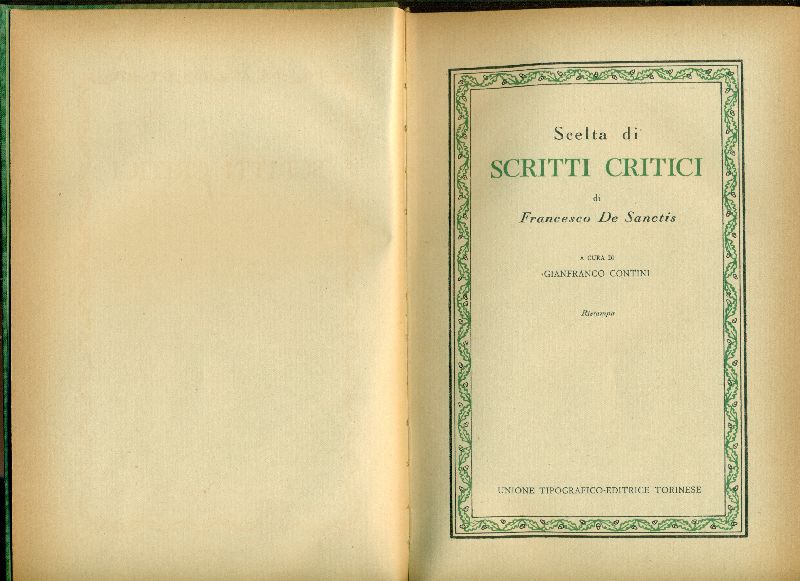 Scelta di
SCRITTI CRITICI
di
Francesco De Sanctis
A CURA DI
GIANFRANCO CONTINI
Ristampa
UNIONE TIPOGRAFICO-EDITRICE TORINESE